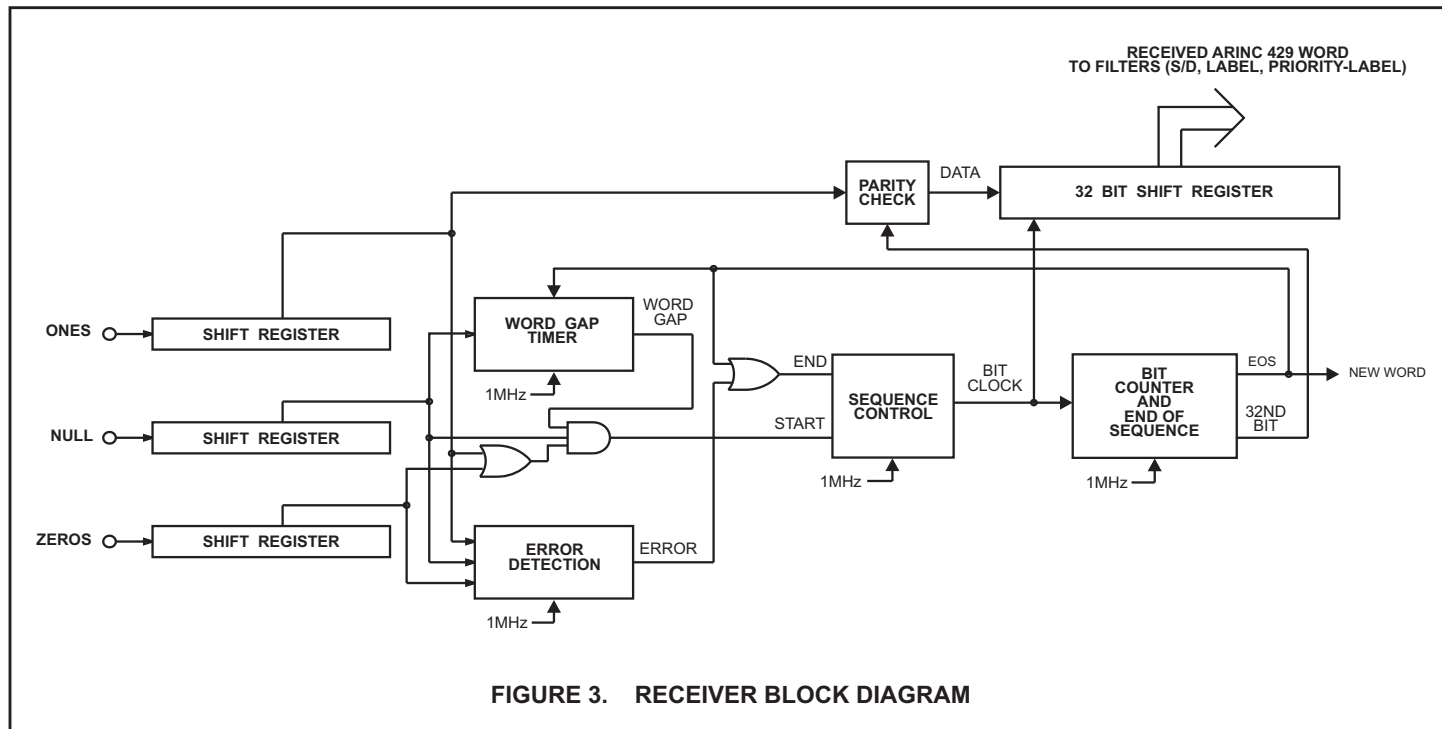 RECEIVED ARINC 429 WORD
TO FILTERS (S/D, LABEL, PRIORITY-LABEL)
PARITY
CHECK
DATA
32 BIT SHIFT REGISTER
ONES
SHIFT REGISTER
WORD GAP
TIMER
WORD
GAP
1MHz
NULL
SHIFT REGISTER
END
START
SEQUENCE
CONTROL
1MHz
BIT
CLOCK
BIT
COUNTER
AND
END OF
SEQUENCE
1MHz
EOS
NEW WORD
32ND
BIT
ZEROS
SHIFT REGISTER
ERROR
DETECTION
ERROR
1MHz
FIGURE 3. RECEIVER BLOCK DIAGRAM